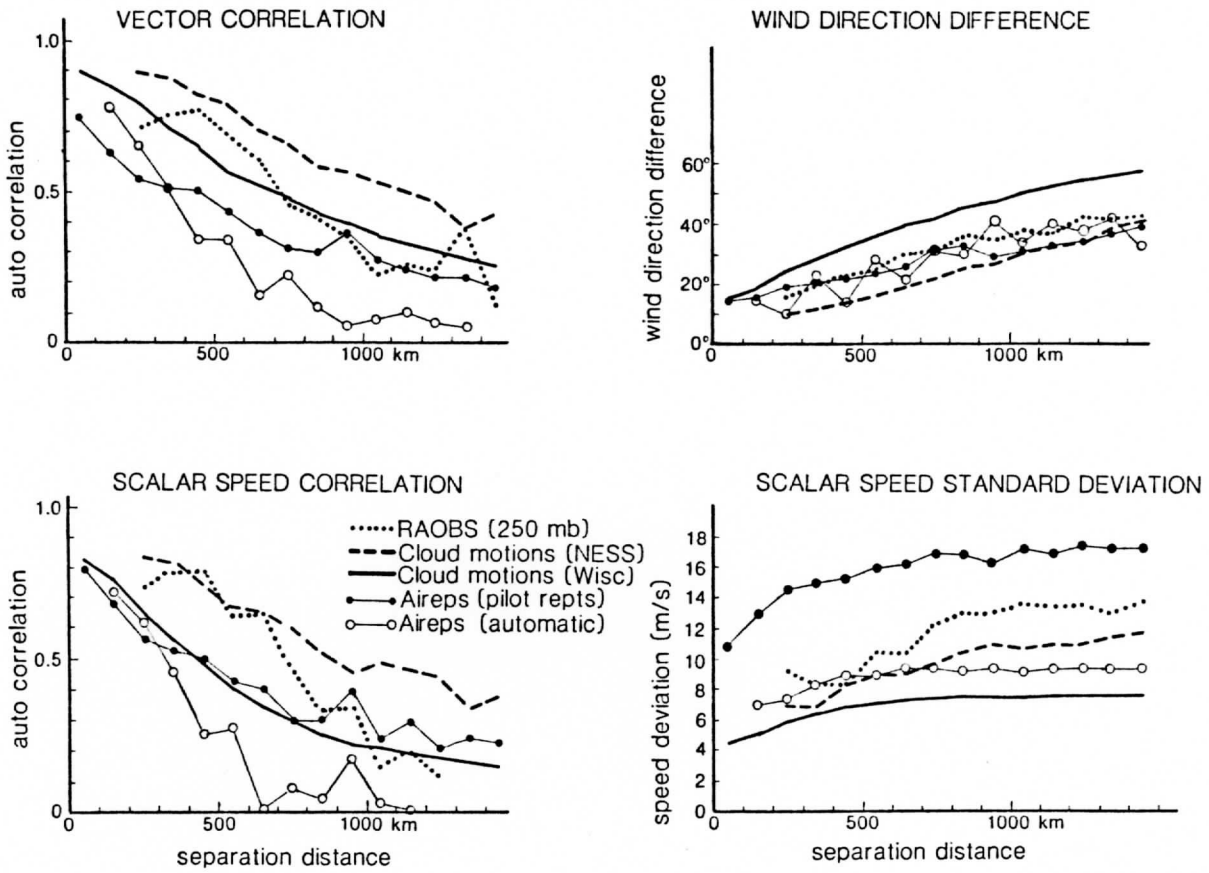 VECTOR CORRELATION
1.0
0.5
0
auto correlation
0
500
1000 km
WIND DIRECTION DIFFERENCE
60°
40°
20°
0°
wind direction difference
0
500
1000 km
SCALAR SPEED CORRELATION
1.0
0.5
0
auto correlation
RAOBS (250 mb)
Cloud motions (NESS)
Cloud motions (Wisc)
Aireps (pilot repts)
Aireps (automatic)
0
500
1000 km
separation distance
SCALAR SPEED STANDARD DEVIATION
18
16
14
12
10
8
6
4
2
0
speed deviation (m/s)
0
500
1000 km
separation distance